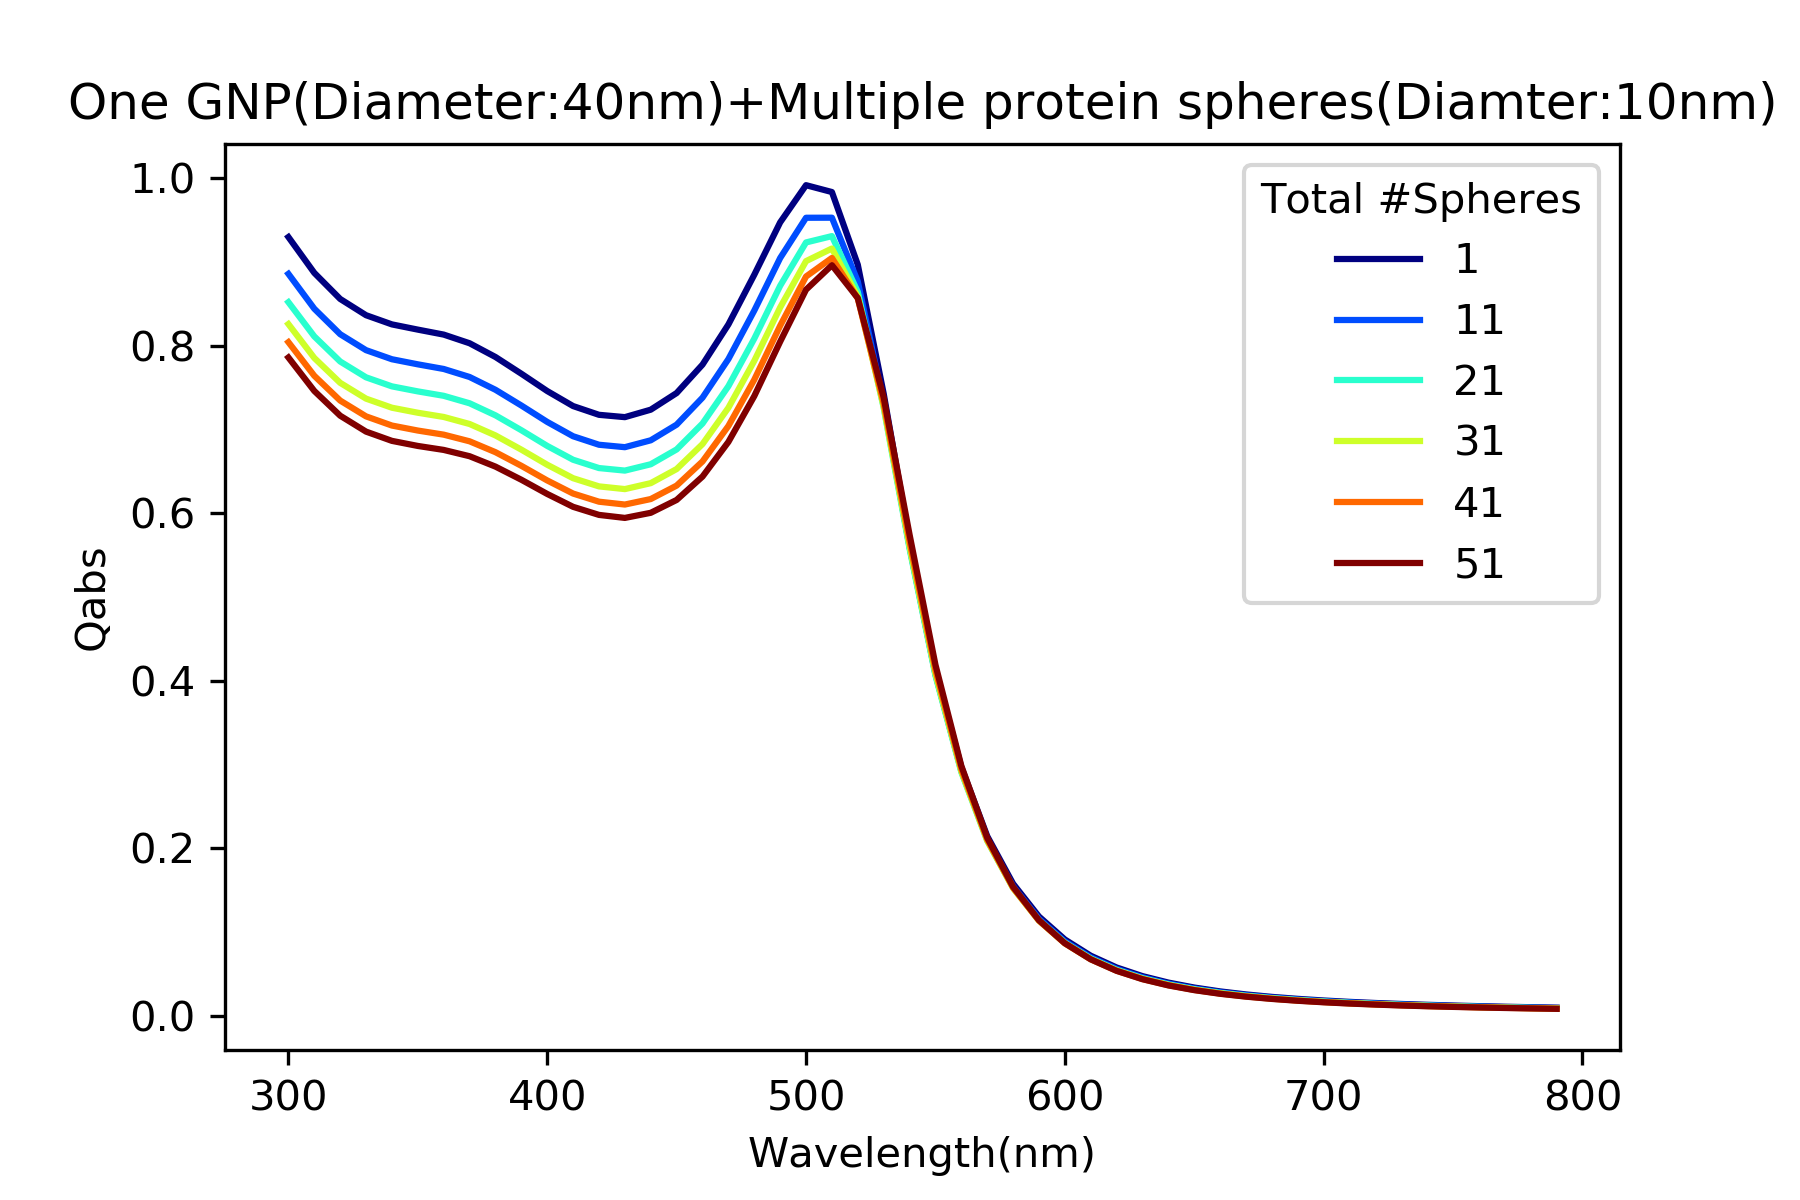 One GNP(Diameter:40nm)+Multiple protein spheres(Diamter:10nm)
Total #Spheres
1
11
21
31
41
51
Qabs
1.0
0.8
0.6
0.4
0.2
0.0
300 400 500 600 700 800
Wavelength(nm)